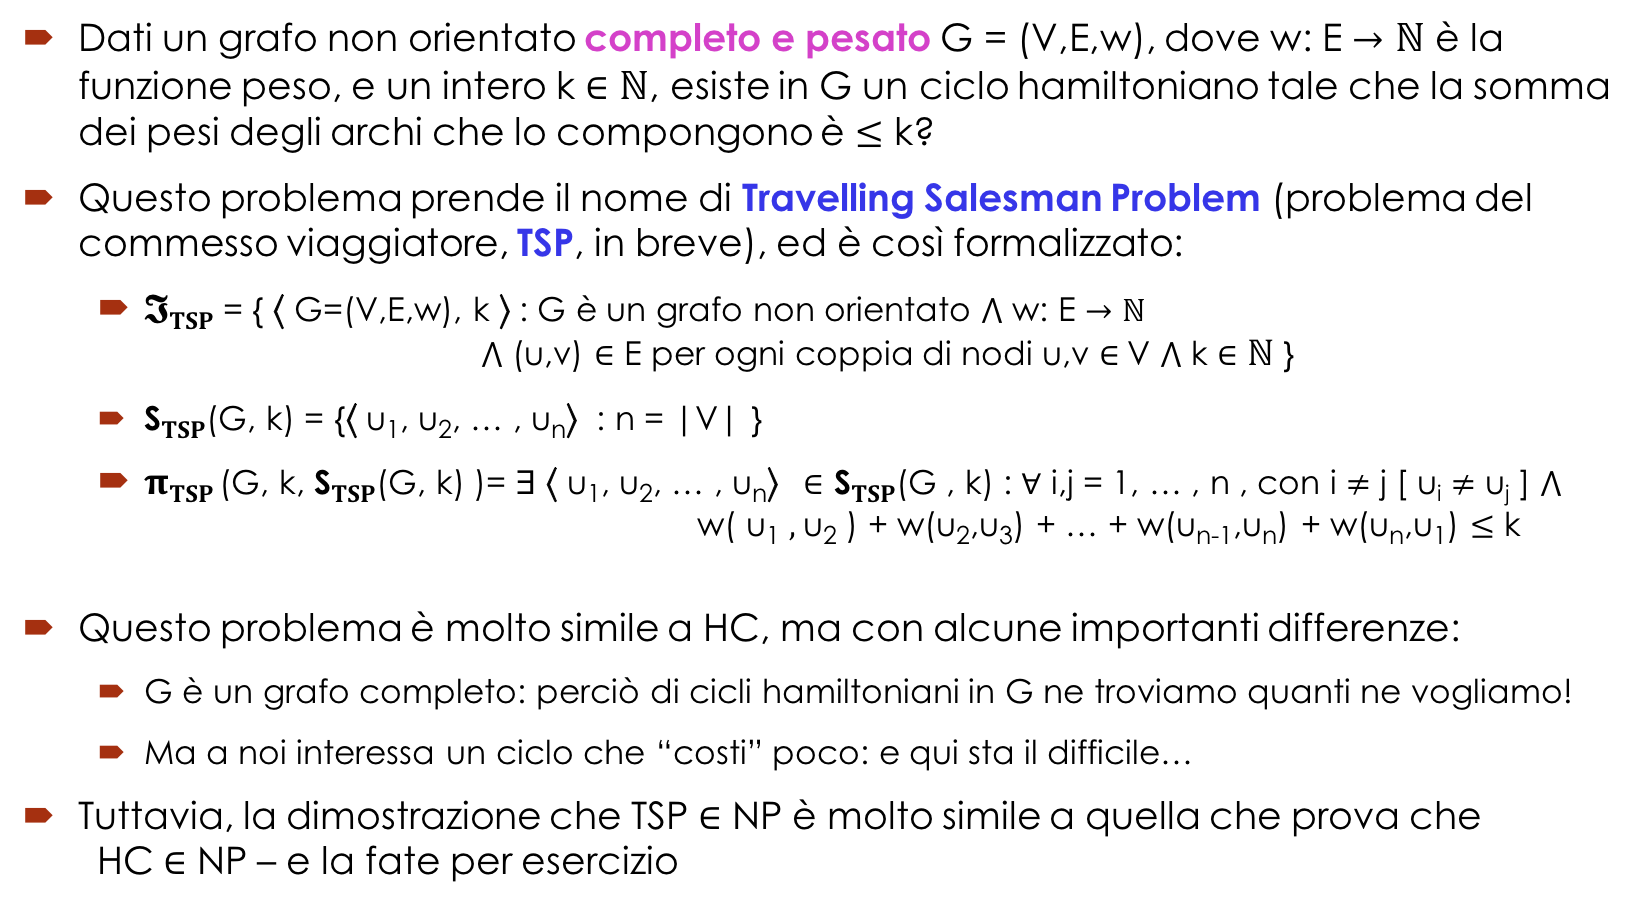 Dati un grafo non orientato completo e pesato G = (V,E,w), dove w: E → ℕ è la
funzione peso, e un intero k ∈ ℕ, esiste in G un ciclo hamiltoniano tale che la somma
dei pesi degli archi che lo compongono è ≤ k?
Questo problema prende il nome di Travelling Salesman Problem (problema del
commesso viaggiatore, TSP, in breve), ed è così formalizzato:
ℑ_TSP = { ⟨ G=(V,E,w), k ⟩ : G è un grafo non orientato ∧ w: E → ℕ
∧ (u,v) ∈ E per ogni coppia di nodi u,v ∈ V ∧ k ∈ ℕ }
S_TSP(G, k) = {⟨ u₁, u₂, … , uₙ⟩ : n = |V| }
π_TSP (G, k, S_TSP(G, k) )= ∃ ⟨ u₁, u₂, … , uₙ⟩ ∈ S_TSP(G , k) : ∀ i,j = 1, … , n , con i ≠ j [ uᵢ ≠ uⱼ ] ∧
w( u₁ , u₂ ) + w(u₂,u₃) + … + w(uₙ₋₁,uₙ) + w(uₙ,u₁) ≤ k
Questo problema è molto simile a HC, ma con alcune importanti differenze:
G è un grafo completo: perciò di cicli hamiltoniani in G ne troviamo quanti ne vogliamo!
Ma a noi interessa un ciclo che “costi” poco: e qui sta il difficile…
Tuttavia, la dimostrazione che TSP ∈ NP è molto simile a quella che prova che
HC ∈ NP – e la fate per esercizio